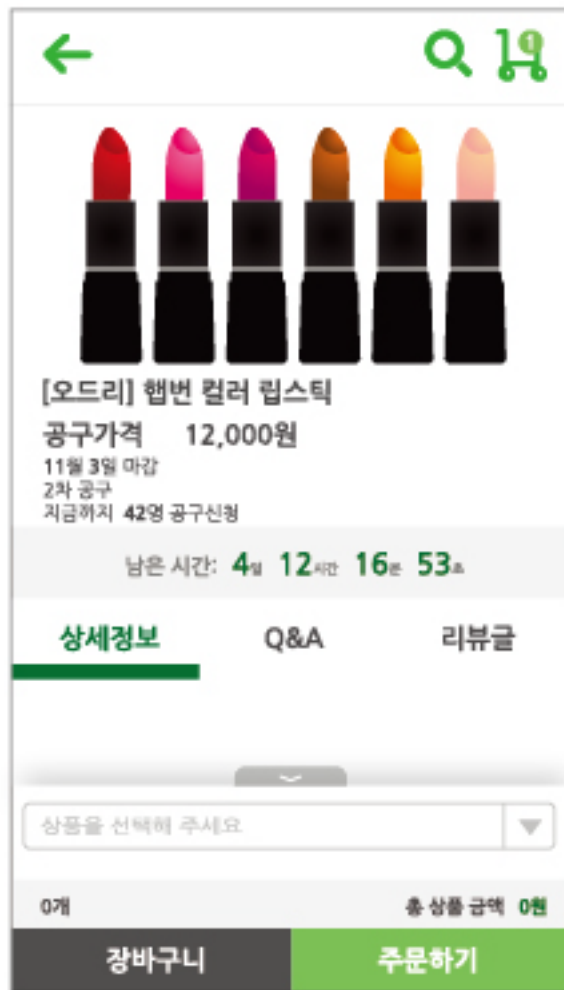 1
[오드리] 햅번 컬러 립스틱
공구가격 12,000원
11월 3일 마감
2차 공구
지금까지 42명 공구신청
남은 시간: 4일 12시간 16분 53초
상세정보 Q&A 리뷰글
상품을 선택해 주세요
0개 총 상품 금액 0원
장바구니 주문하기